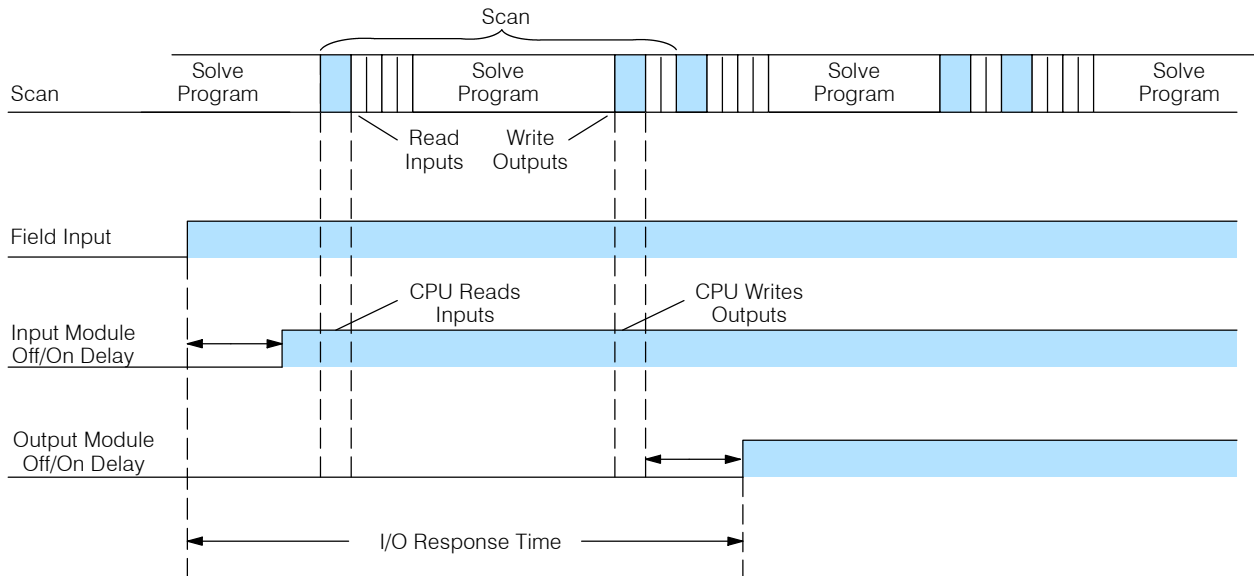 Scan
Scan
Solve
Program
Solve
Program
Solve
Program
Solve
Program
Read
Inputs
Write
Outputs
Field Input
CPU Reads
Inputs
CPU Writes
Outputs
Input Module
Off/On Delay
Output Module
Off/On Delay
I/O Response Time